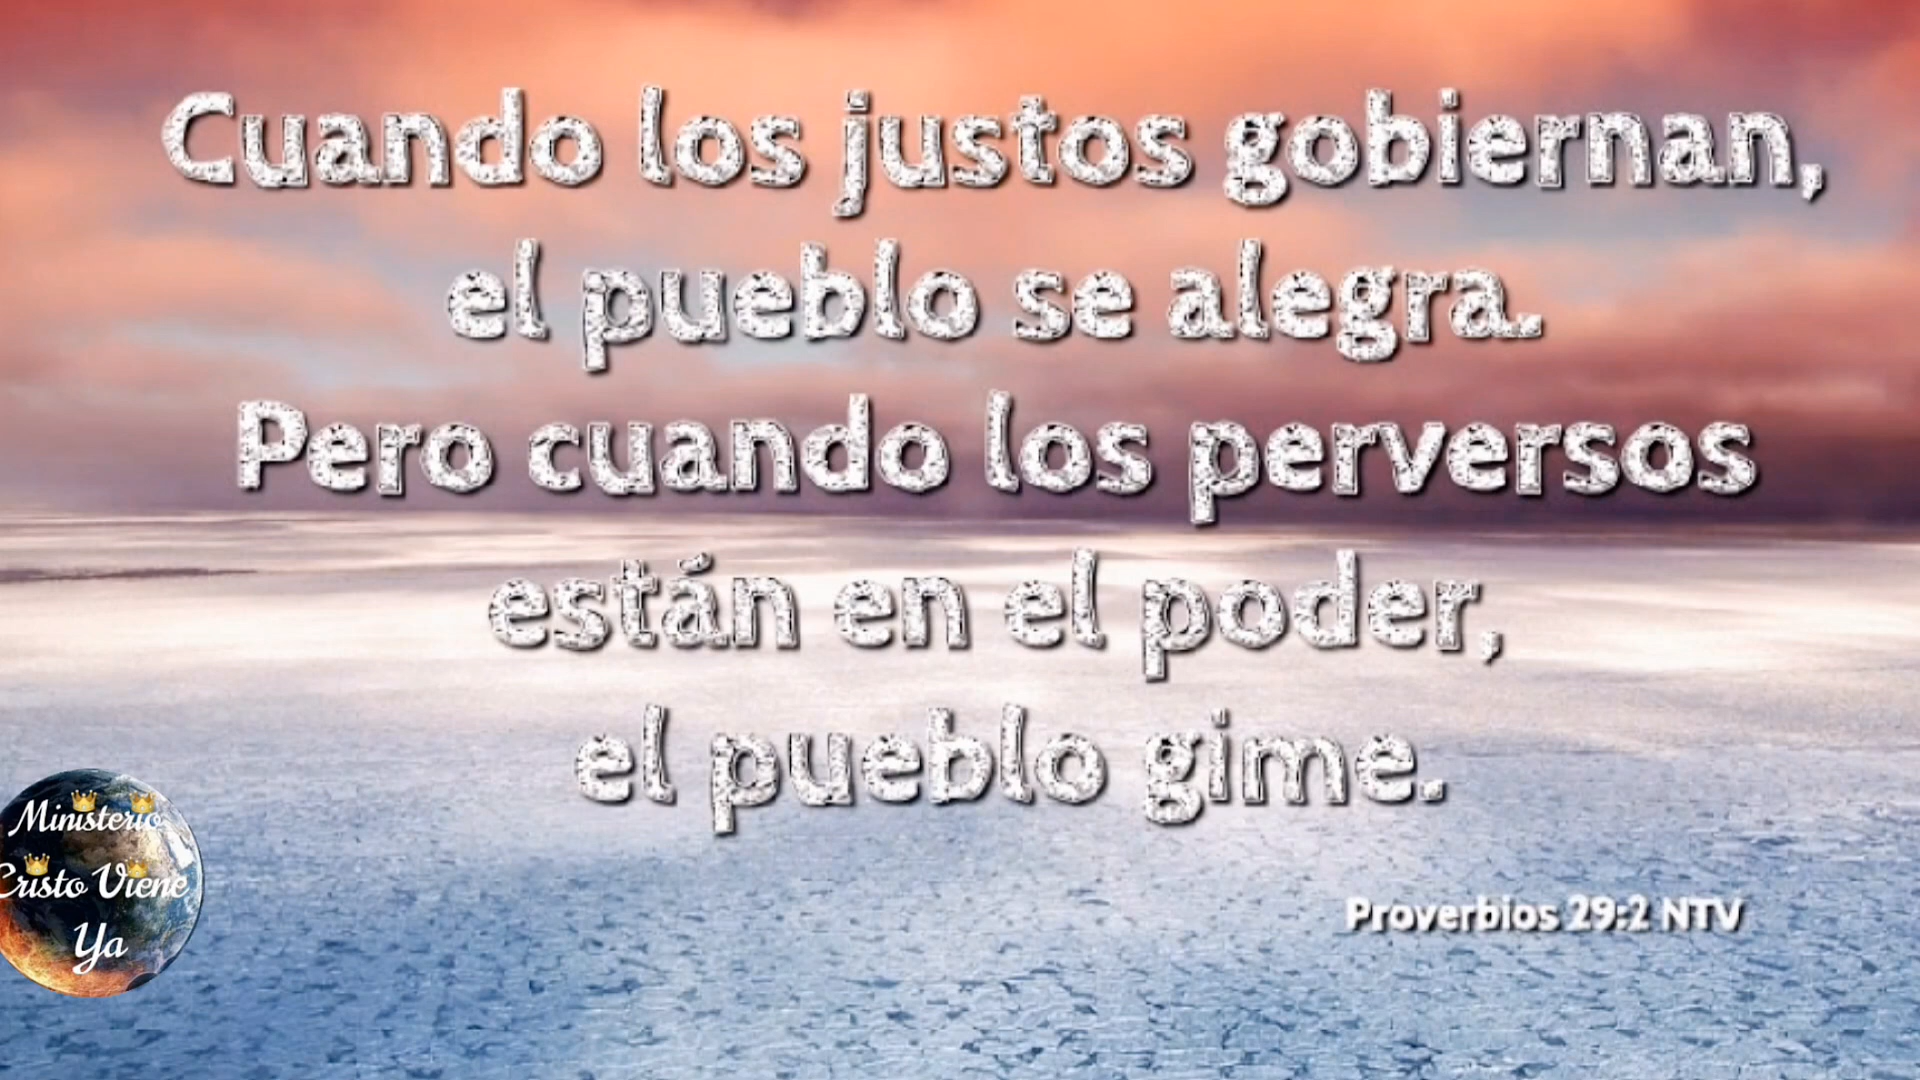 Cuando los justos gobiernan,
el pueblo se alegra.
Pero cuando los perversos
están en el poder,
el pueblo gime.
Proverbios 29:2 NTV
Ministerio
Cristo Viene
Ya